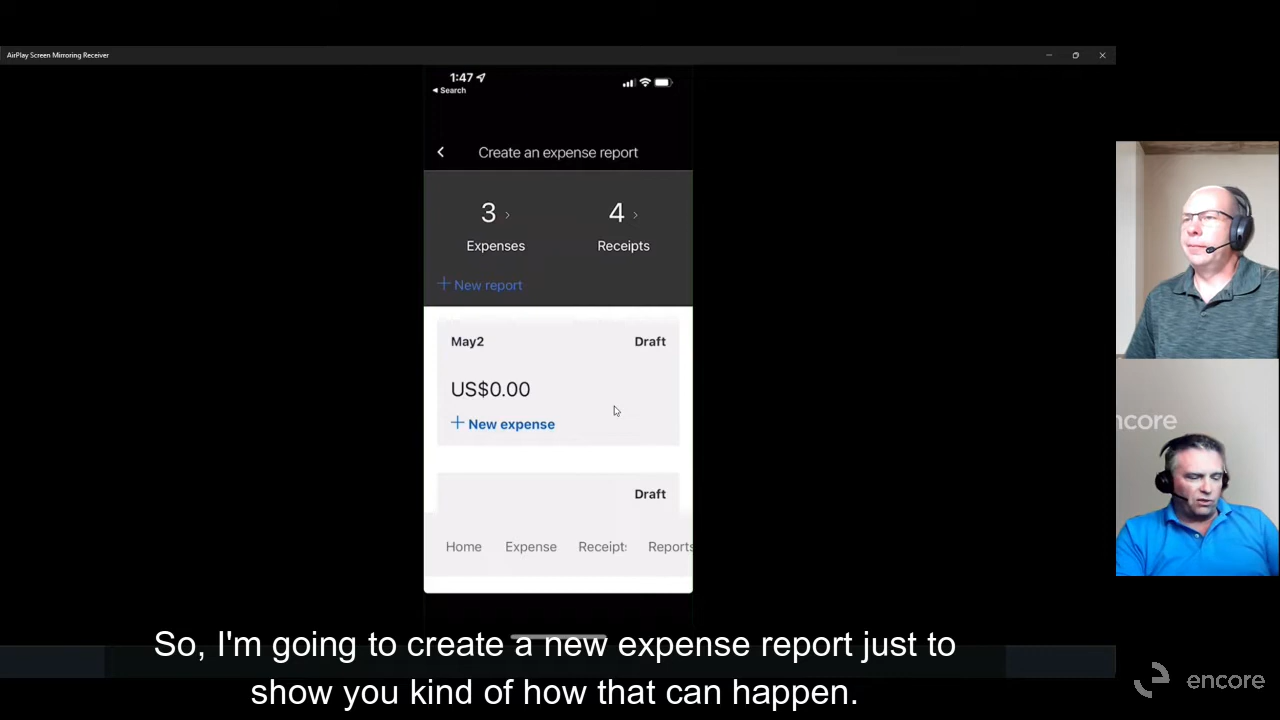 AirPlay Screen Mirroring Receiver
1:47
Search
Create an expense report
3
4
Expenses
Receipts
New report
May2
Draft
US$0.00
New expense
Draft
Home
Expense
Receipt
Reports
ncore
So, I'm going to create a new expense report just to
show you kind of how that can happen.
encore